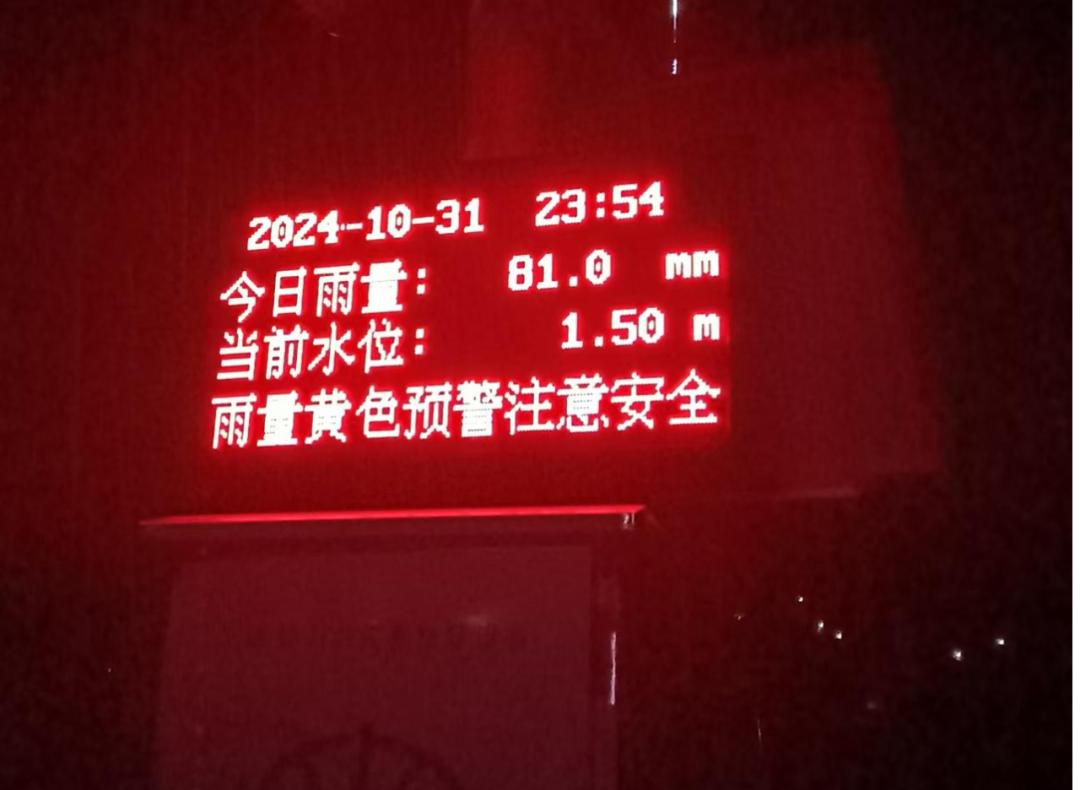 2024-10-31 23:54
今日雨量: 81.0 mm
当前水位: 1.50 m
雨量黄色预警注意安全